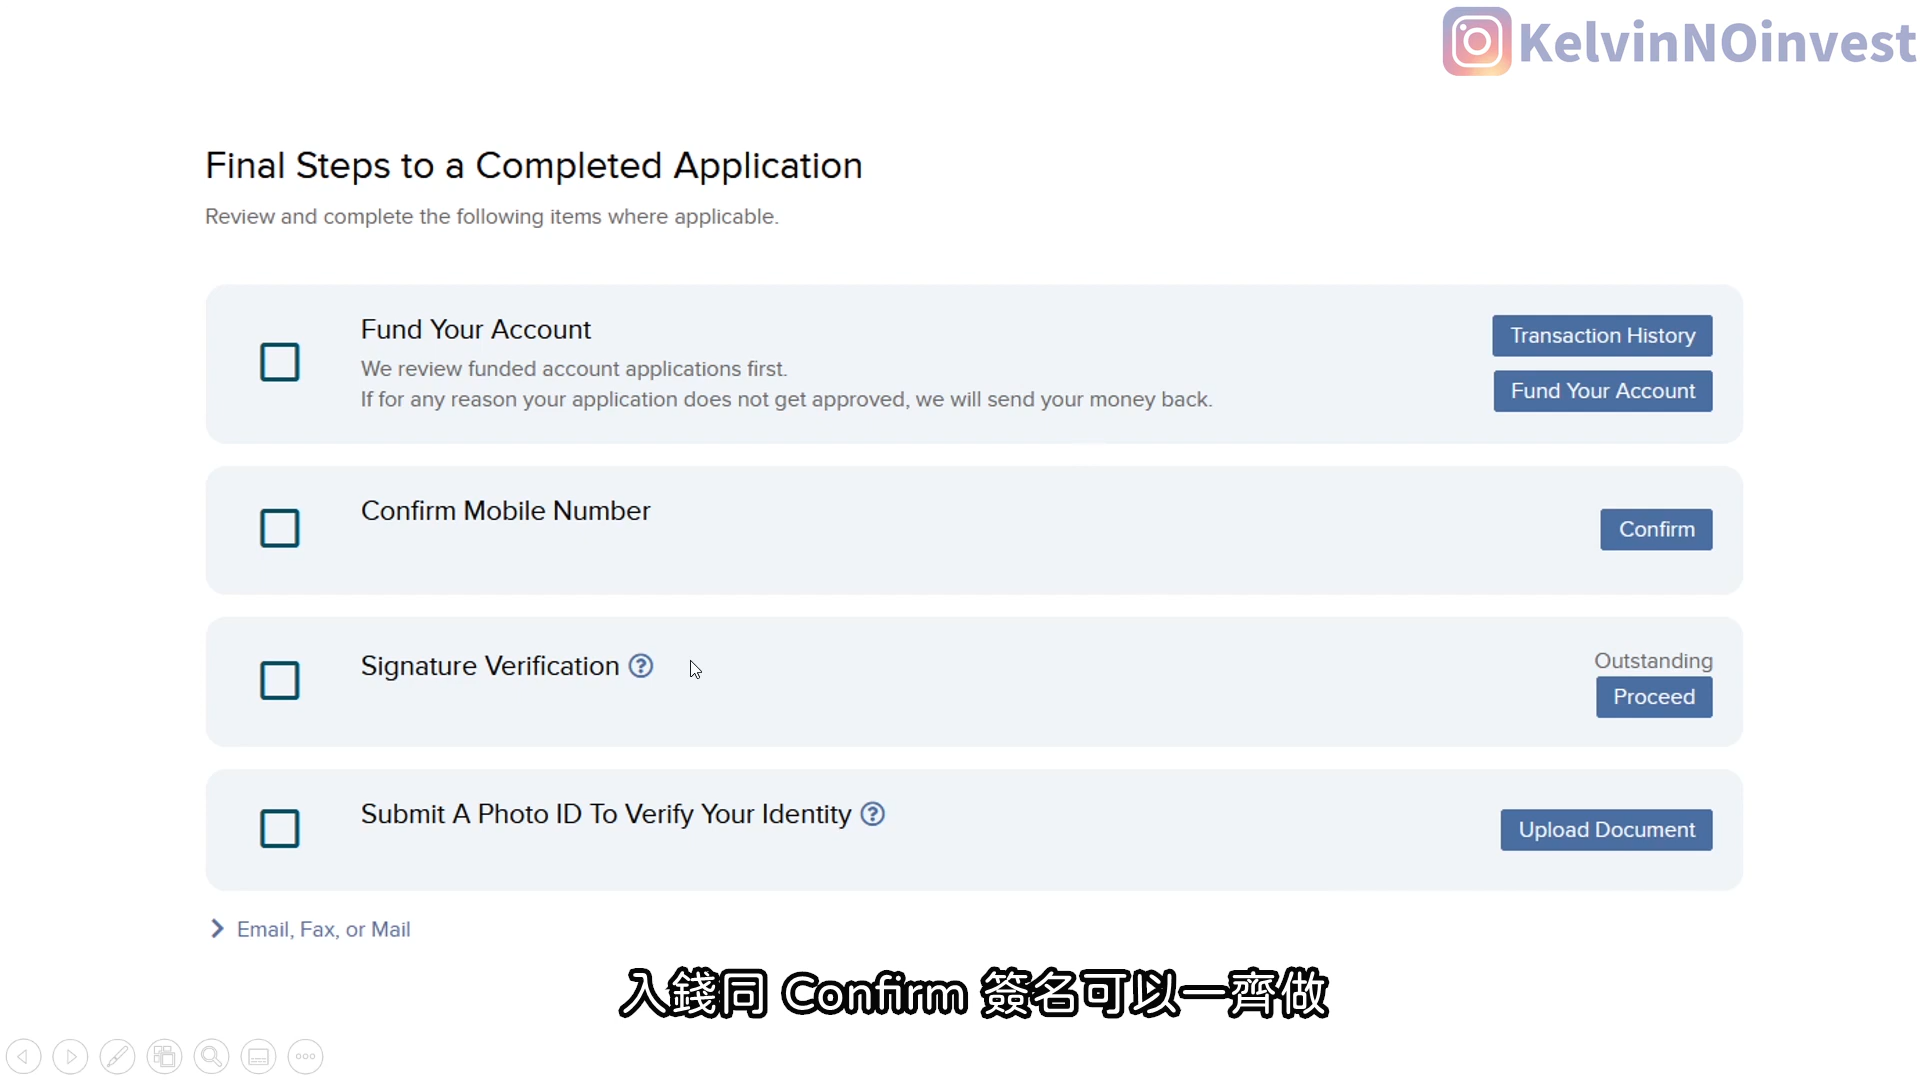 KelvinNOinvest
Final Steps to a Completed Application
Review and complete the following items where applicable.
Fund Your Account
We review funded account applications first.
If for any reason your application does not get approved, we will send your money back.
Transaction History
Fund Your Account
Confirm Mobile Number
Confirm
Signature Verification ?
Outstanding
Proceed
Submit A Photo ID To Verify Your Identity ?
Upload Document
Email, Fax, or Mail
入錢同 Confirm 簽名可以一齊做